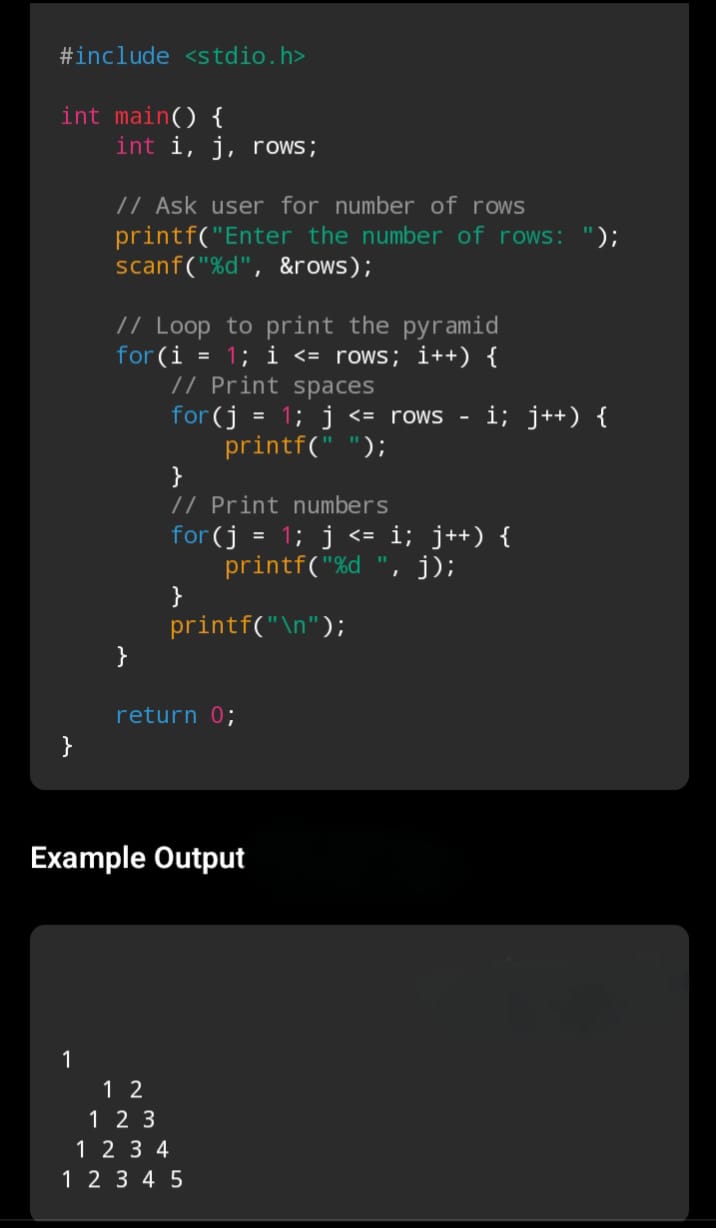 #include <stdio.h>

int main() {
    int i, j, rows;

    // Ask user for number of rows
    printf("Enter the number of rows: ");
    scanf("%d", &rows);

    // Loop to print the pyramid
    for(i = 1; i <= rows; i++) {
        // Print spaces
        for(j = 1; j <= rows - i; j++) {
            printf(" ");
        }
        // Print numbers
        for(j = 1; j <= i; j++) {
            printf("%d ", j);
        }
        printf("\n");
    }

    return 0;
}

Example Output

1
   1 2
  1 2 3
 1 2 3 4
1 2 3 4 5